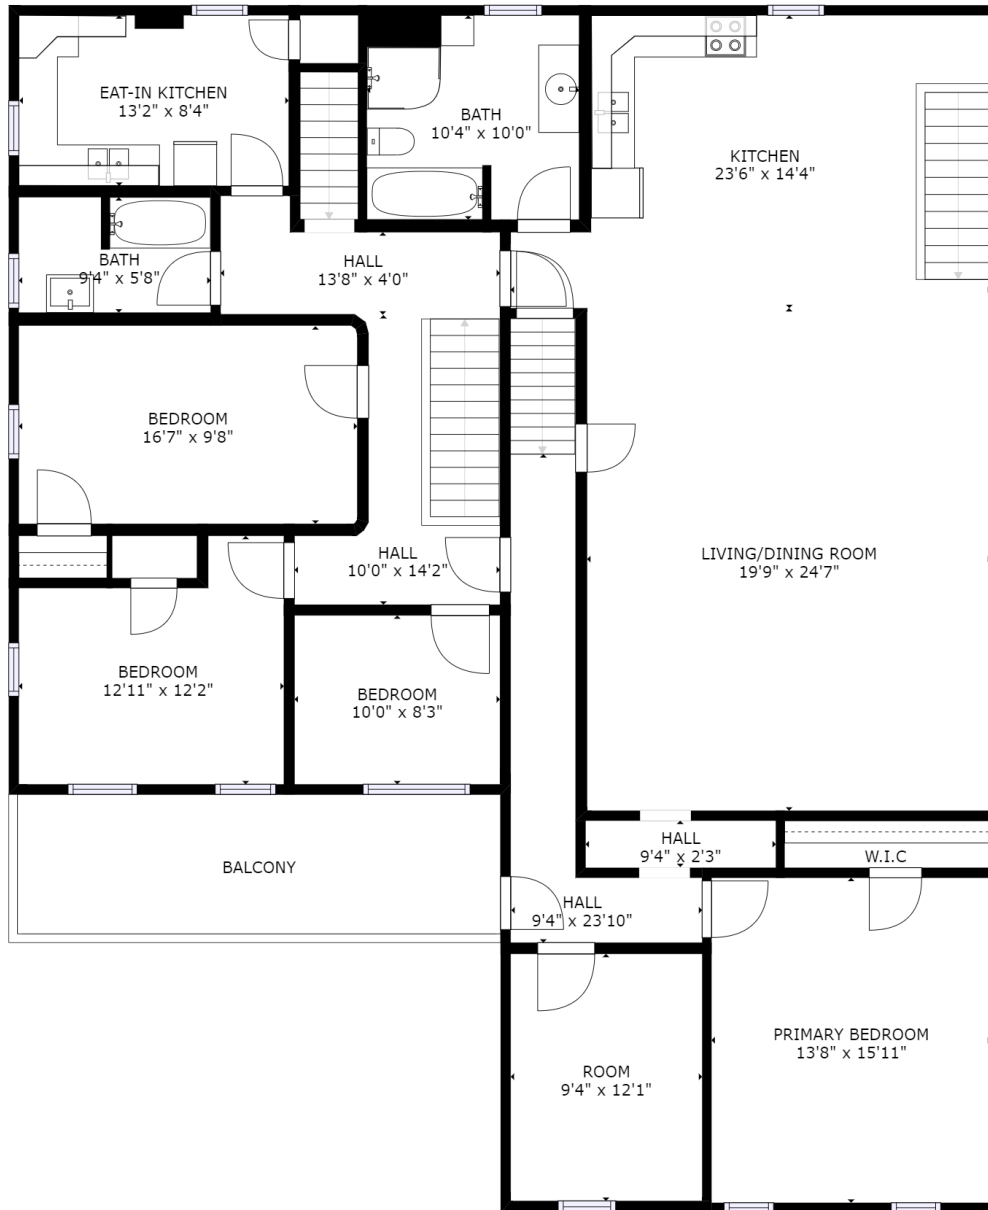 EAT-IN KITCHEN
13'2" x 8'4"
BATH
10'4" x 10'0"
KITCHEN
23'6" x 14'4"
BATH
9'4" x 5'8"
HALL
13'8" x 4'0"
BEDROOM
16'7" x 9'8"
HALL
10'0" x 14'2"
LIVING/DINING ROOM
19'9" x 24'7"
BEDROOM
12'11" x 12'2"
BEDROOM
10'0" x 8'3"
BALCONY
HALL
9'4" x 2'3"
W.I.C
HALL
9'4" x 23'10"
PRIMARY BEDROOM
13'8" x 15'11"
ROOM
9'4" x 12'1"